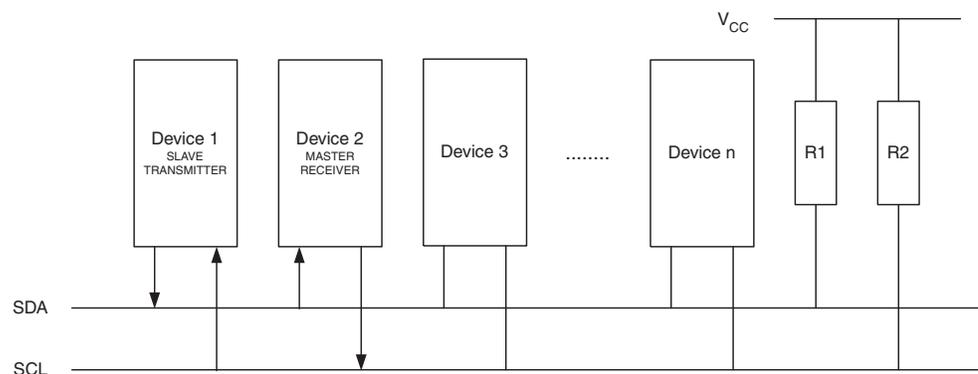 V_CC
Device 1
SLAVE
TRANSMITTER
Device 2
MASTER
RECEIVER
Device 3
........
Device n
R1
R2
SDA
SCL